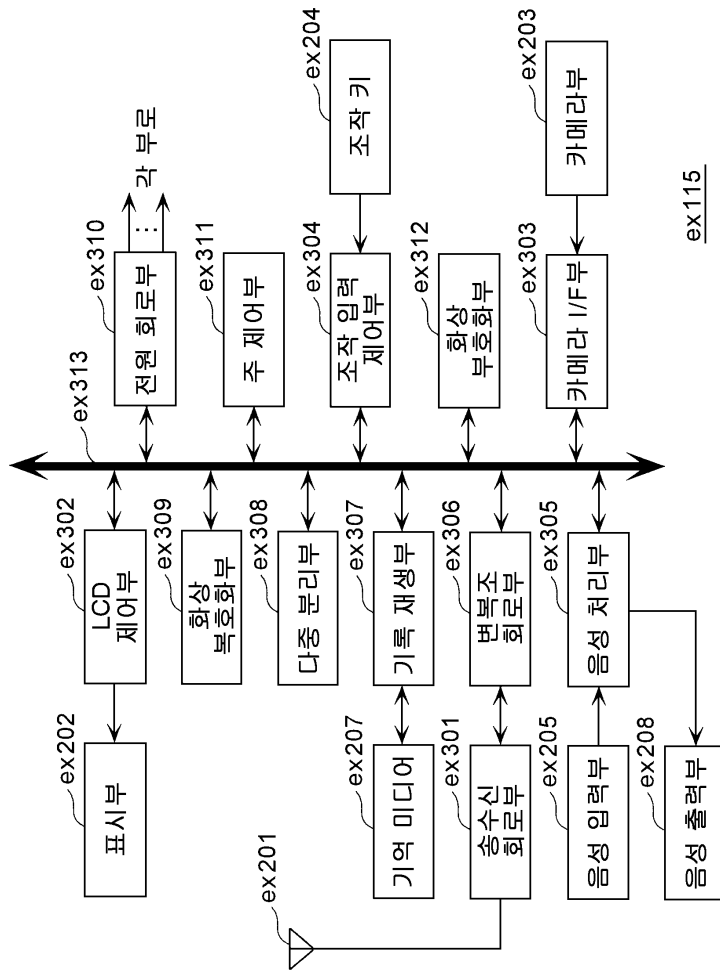 ex202
표시부
ex302
LCD
제어부
ex313
ex310
전원 회로부
...
각 부로
ex309
화상
복호화부
ex311
주 제어부
ex201
ex308
다중 분리부
ex304
조작 입력
제어부
ex204
조작 키
ex207
기억 미디어
ex307
기록 재생부
ex312
화상
부호화부
ex301
송수신
회로부
ex306
변복조
회로부
ex205
음성 입력부
ex305
음성 처리부
ex303
카메라 I/F부
ex203
카메라부
ex208
음성 출력부
ex115